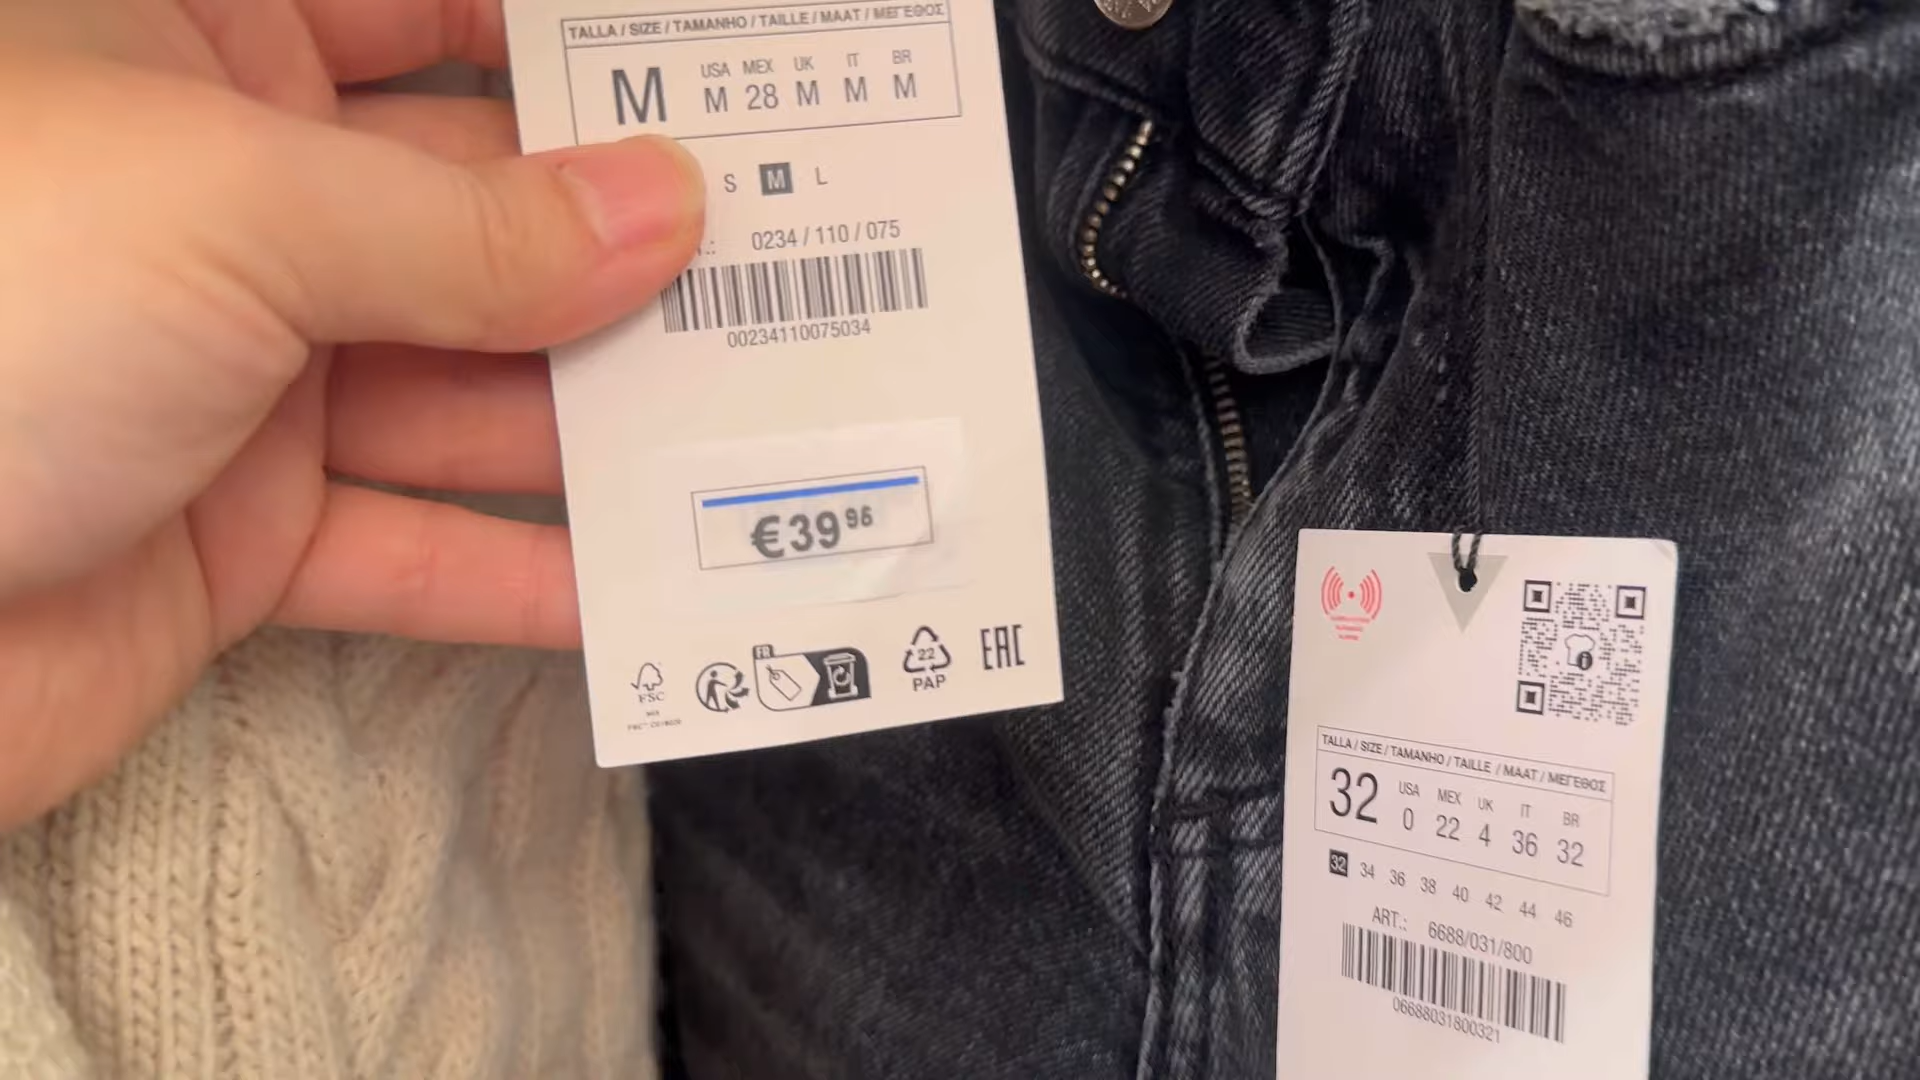 TALLA / SIZE / TAMANHO / TAILLE / MAAT / ΜΕΓΕΘΟΣ
USA MEX UK IT BR
M M 28 M M M
S M L
0234 / 110 / 075
00234110075034
€39 95
FSC
FR
22
PAP
EAC
TALLA / SIZE / TAMANHO / TAILLE / MAAT / ΜΕΓΕΘΟΣ
USA MEX UK IT BR
32 0 22 4 36 32
32 34 36 38 40 42 44 46
ART.: 6688/031/800
06688031800321